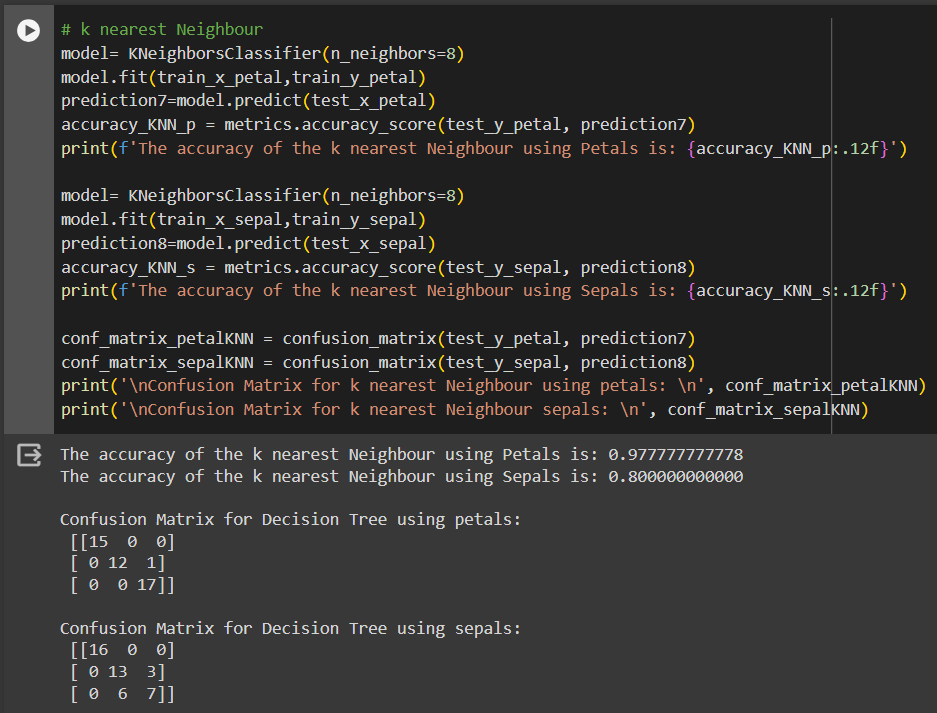 # k nearest Neighbour
model= KNeighborsClassifier(n_neighbors=8)
model.fit(train_x_petal,train_y_petal)
prediction7=model.predict(test_x_petal)
accuracy_KNN_p = metrics.accuracy_score(test_y_petal, prediction7)
print(f'The accuracy of the k nearest Neighbour using Petals is: {accuracy_KNN_p:.12f}')

model= KNeighborsClassifier(n_neighbors=8)
model.fit(train_x_sepal,train_y_sepal)
prediction8=model.predict(test_x_sepal)
accuracy_KNN_s = metrics.accuracy_score(test_y_sepal, prediction8)
print(f'The accuracy of the k nearest Neighbour using Sepals is: {accuracy_KNN_s:.12f}')

conf_matrix_petalKNN = confusion_matrix(test_y_petal, prediction7)
conf_matrix_sepalKNN = confusion_matrix(test_y_sepal, prediction8)
print('\nConfusion Matrix for k nearest Neighbour using petals: \n', conf_matrix_petalKNN)
print('\nConfusion Matrix for k nearest Neighbour sepals: \n', conf_matrix_sepalKNN)

The accuracy of the k nearest Neighbour using Petals is: 0.977777777778
The accuracy of the k nearest Neighbour using Sepals is: 0.800000000000

Confusion Matrix for Decision Tree using petals:
 [[15  0  0]
 [ 0 12  1]
 [ 0  0 17]]

Confusion Matrix for Decision Tree using sepals:
 [[16  0  0]
 [ 0 13  3]
 [ 0  6  7]]